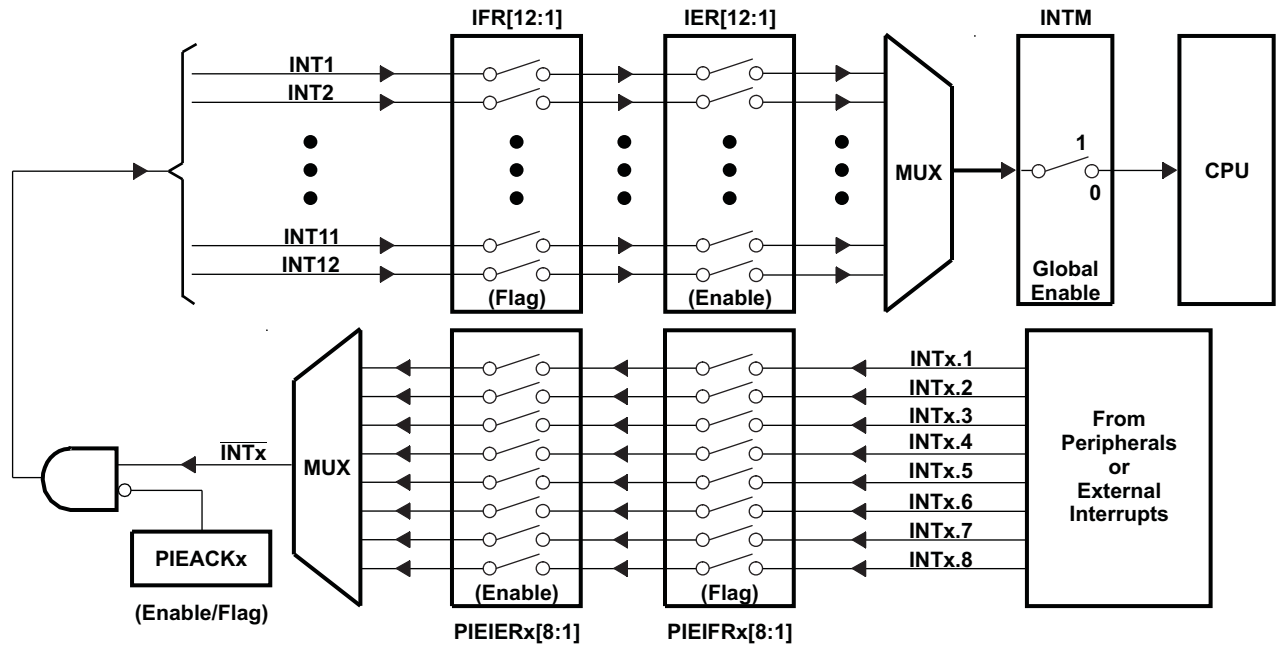 IFR[12:1]
IER[12:1]
INTM
INT1
INT2
1
MUX
CPU
0
INT11
INT12
Global
Enable
(Flag)
(Enable)
INTx.1
INTx.2
INTx.3
INTx.4
INTx.5
INTx.6
INTx.7
INTx.8
From
Peripherals
or
External
Interrupts
INTx
MUX
PIEACKx
(Enable/Flag)
(Enable)
(Flag)
PIEIERx[8:1]
PIEIFRx[8:1]